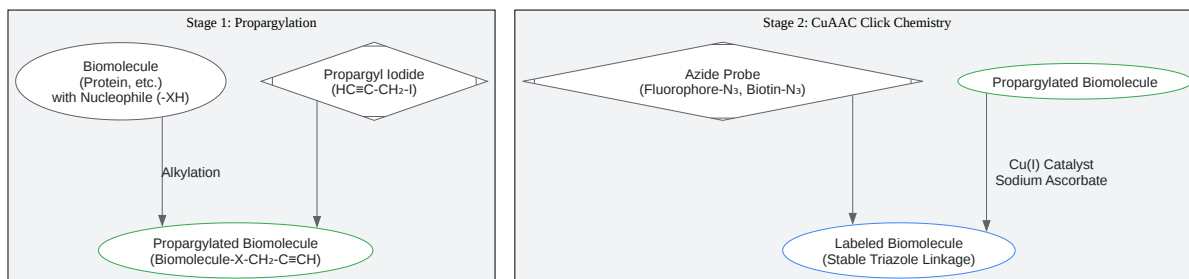 Stage 1: Propargylation
Biomolecule
(Protein, etc.)
with Nucleophile (-XH)
Propargyl Iodide
(HC≡C-CH₂-I)
Alkylation
Propargylated Biomolecule
(Biomolecule-X-CH₂-C≡CH)
Stage 2: CuAAC Click Chemistry
Azide Probe
(Fluorophore-N₃, Biotin-N₃)
Propargylated Biomolecule
Cu(I) Catalyst
Sodium Ascorbate
Labeled Biomolecule
(Stable Triazole Linkage)